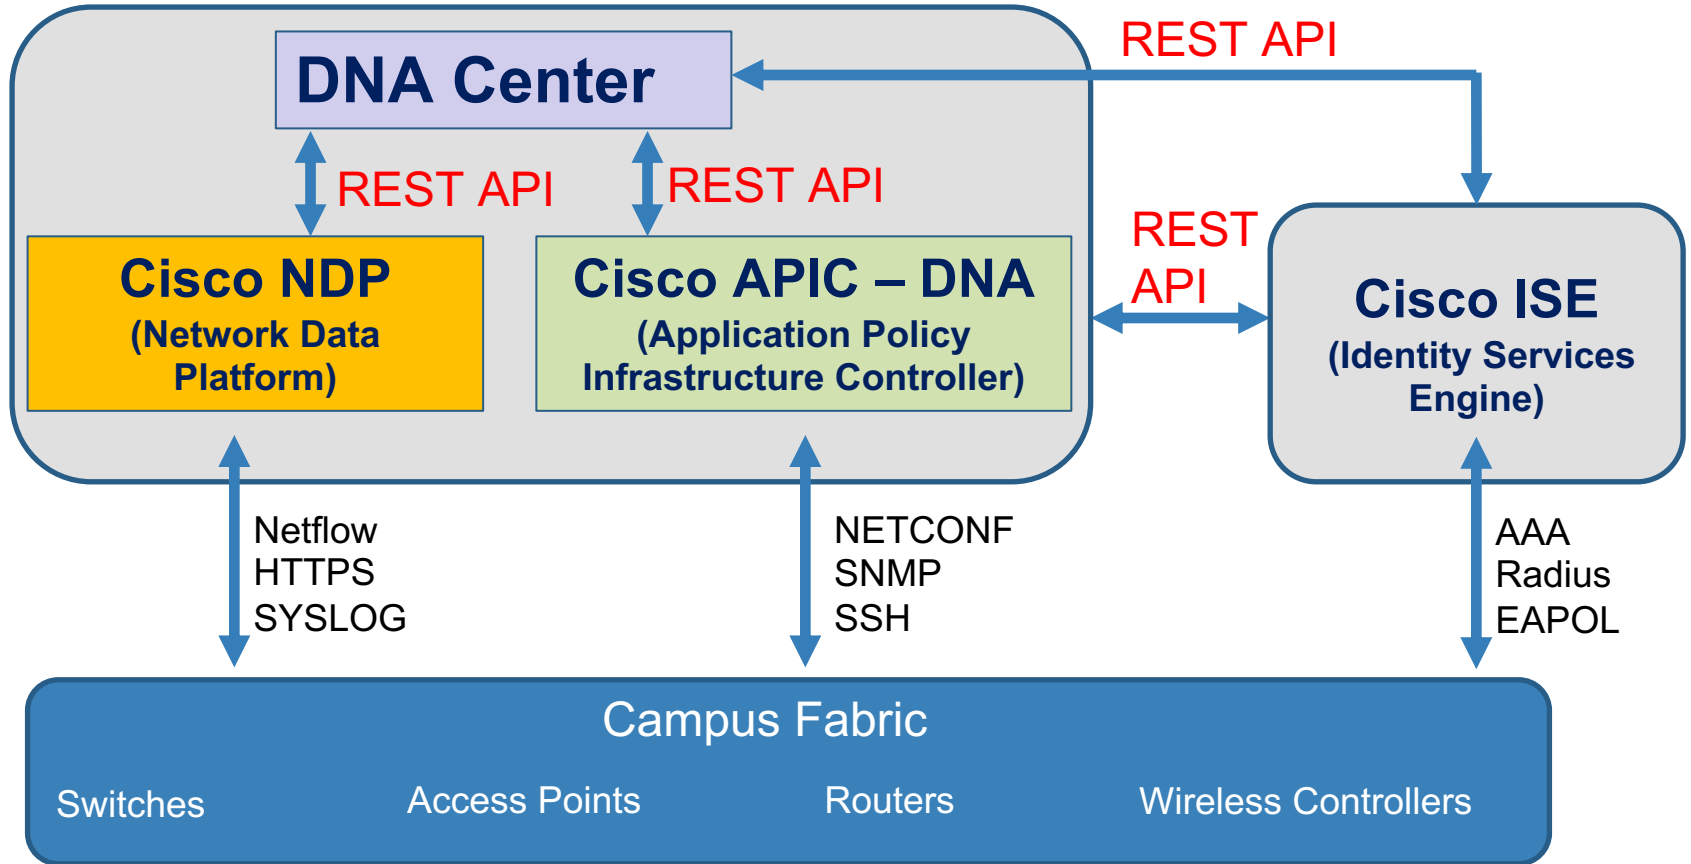 REST API
DNA Center
REST API
REST API
REST
API
Cisco NDP
(Network Data
Platform)
Cisco APIC – DNA
(Application Policy
Infrastructure Controller)
Cisco ISE
(Identity Services
Engine)
Netflow
HTTPS
SYSLOG
NETCONF
SNMP
SSH
AAA
Radius
EAPOL
Campus Fabric
Switches
Access Points
Routers
Wireless Controllers